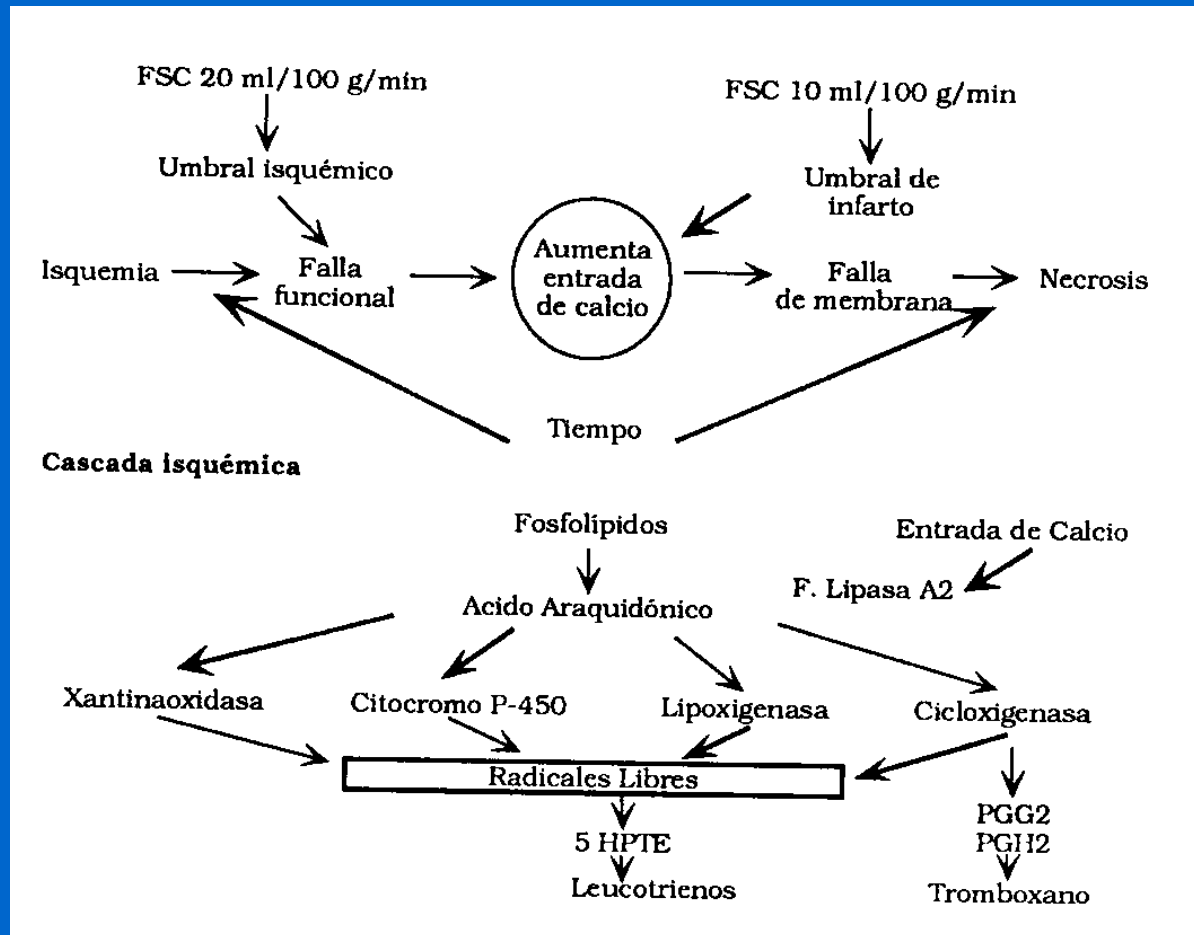 FSC 20 ml/100 g/min
FSC 10 ml/100 g/min
Umbral isquémico
Umbral de
infarto
Isquemia
Falla
funcional
Aumenta
entrada
de calcio
Falla
de membrana
Necrosis
Tiempo
Cascada isquémica
Fosfolípidos
Entrada de Calcio
F. Lipasa A2
Acido Araquidónico
Xantinaoxidasa
Citocromo P-450
Lipoxigenasa
Cicloxigenasa
Radicales Libres
5 HPTE
Leucotrienos
PGG2
PGH2
Tromboxano